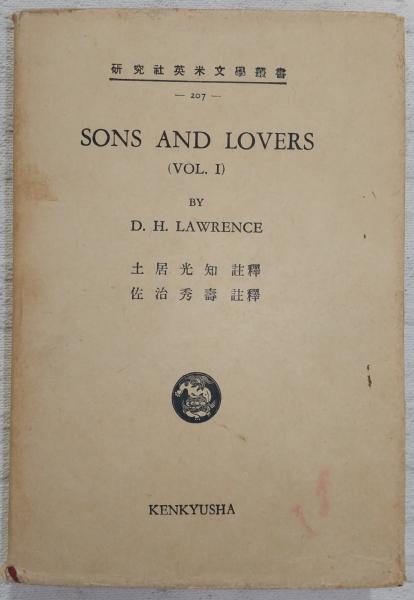 研究社英米文學叢書
— 207 —
SONS AND LOVERS
(VOL. I)
BY
D. H. LAWRENCE
土居光知 註釋
佐治秀壽 註釋
KENKYUSHA